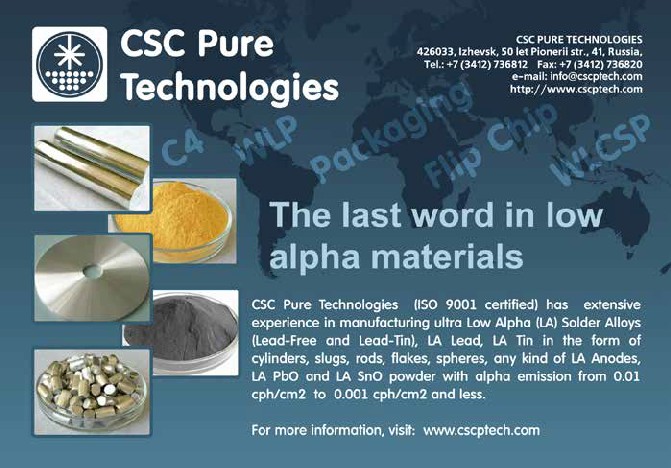 CSC Pure
Technologies
CSC PURE TECHNOLOGIES
426033, Izhevsk, 50 let Pionerii str., 41, Russia,
Tel.: +7 (3412) 736812 Fax: +7 (3412) 736820
e-mail: info@cscptech.com
http://www.cscptech.com
C4 WLP Packaging Flip Chip WLCSP
The last word in low
alpha materials
CSC Pure Technologies (ISO 9001 certified) has extensive
experience in manufacturing ultra Low Alpha (LA) Solder Alloys
(Lead-Free and Lead-Tin), LA Lead, LA Tin in the form of
cylinders, slugs, rods, flakes, spheres, any kind of LA Anodes,
LA PbO and LA SnO powder with alpha emission from 0.01
cph/cm2 to 0.001 cph/cm2 and less.
For more information, visit: www.cscptech.com